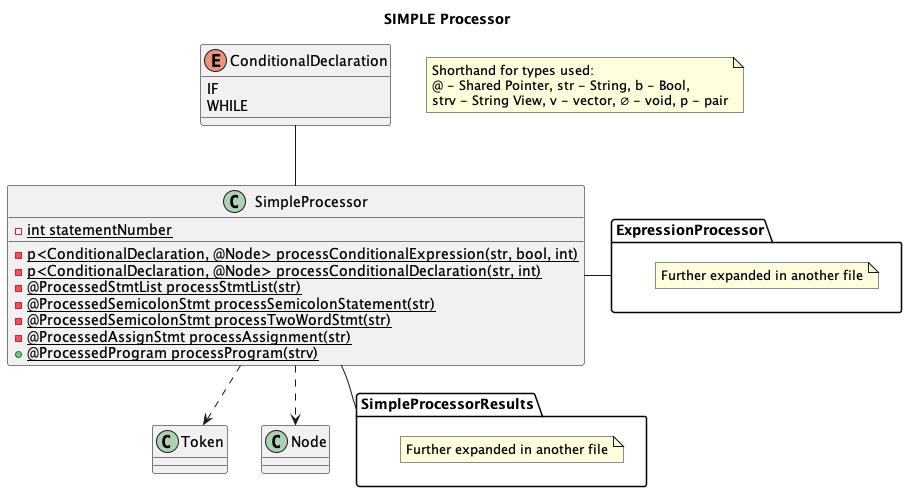 SIMPLE Processor
E ConditionalDeclaration
IF
WHILE
Shorthand for types used:
@ – Shared Pointer, str – String, b – Bool,
strv – String View, v – vector, ∅ – void, p – pair
C SimpleProcessor
int statementNumber
p<ConditionalDeclaration, @Node> processConditionalExpression(str, bool, int)
p<ConditionalDeclaration, @Node> processConditionalDeclaration(str, int)
@ProcessedStmtList processStmtList(str)
@ProcessedSemicolonStmt processSemicolonStatement(str)
@ProcessedSemicolonStmt processTwoWordStmt(str)
@ProcessedAssignStmt processAssignment(str)
@ProcessedProgram processProgram(strv)
ExpressionProcessor
Further expanded in another file
C Token
C Node
SimpleProcessorResults
Further expanded in another file